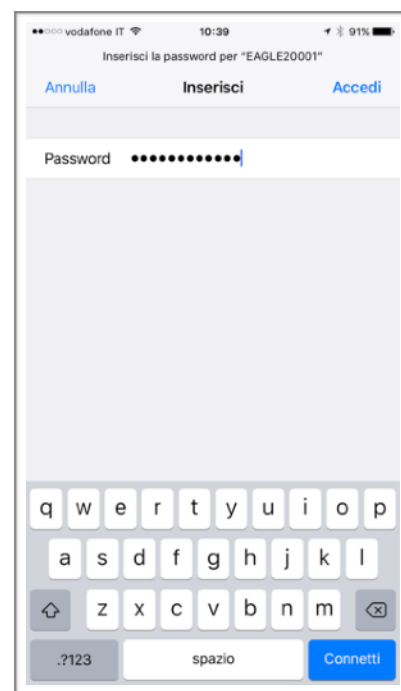 vodafone IT 10:39 91%
Inserisci la password per "EAGLE20001"
Annulla Inserisci Accedi
Password ••••••••••••
q w e r t y u i o p
a s d f g h j k l
z x c v b n m
.?123 spazio Connetti